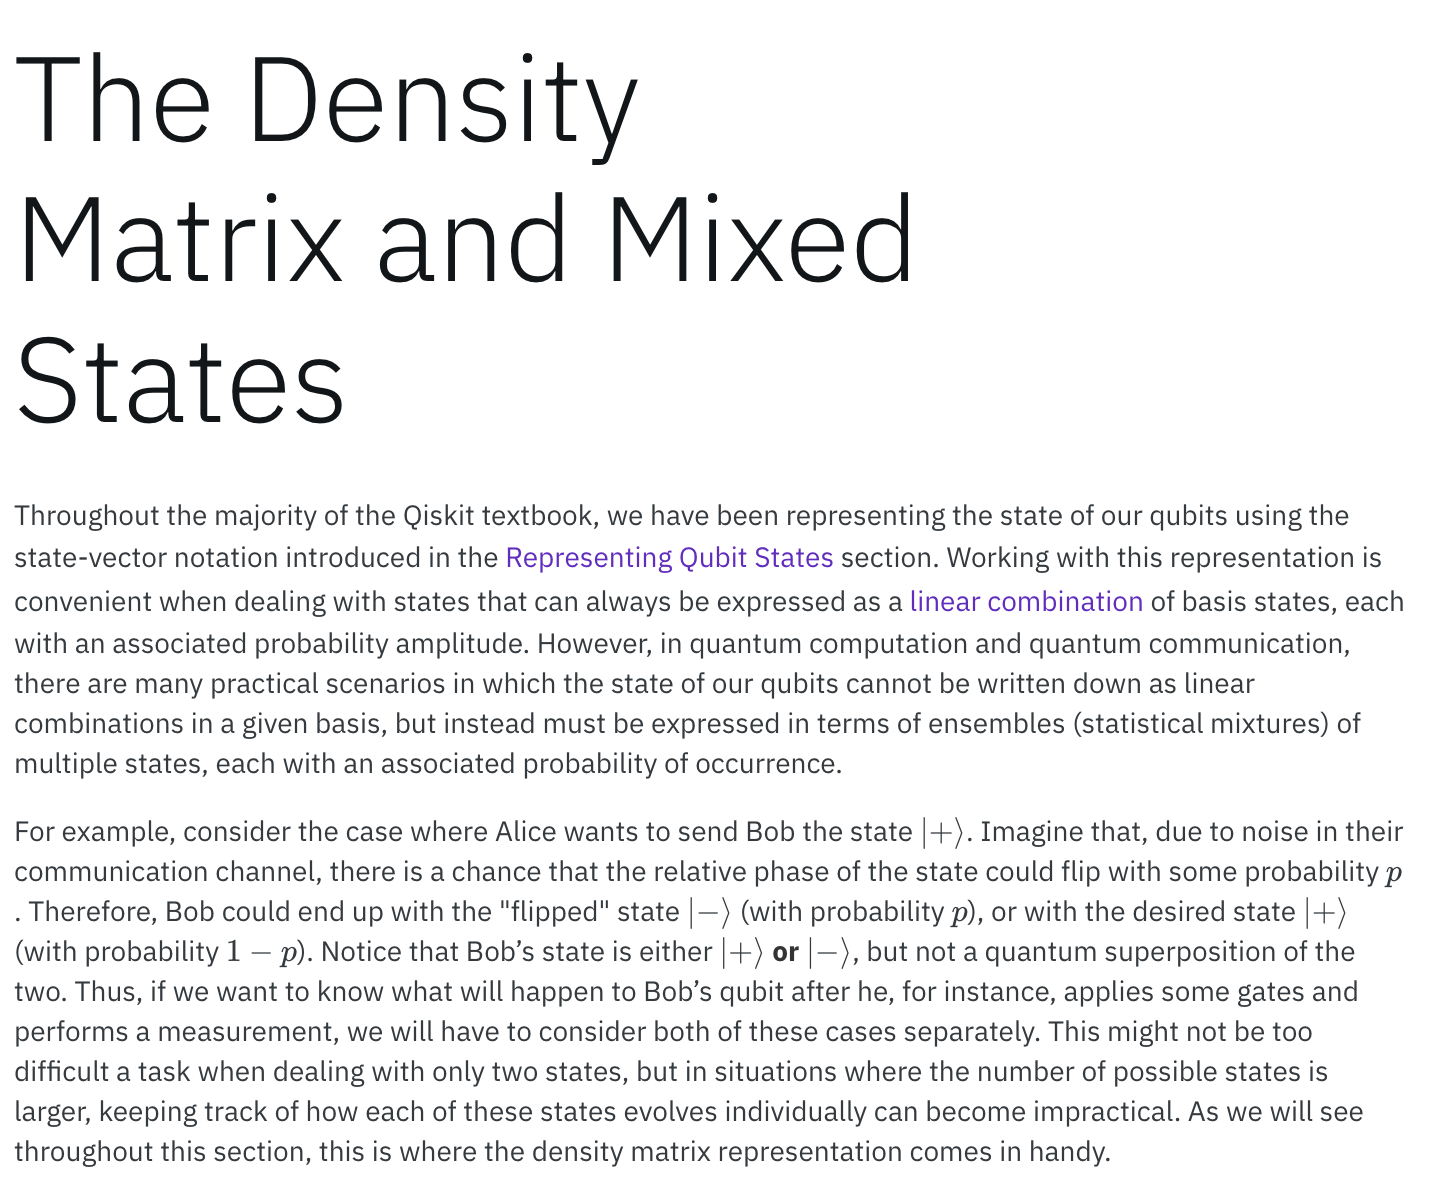 The Density
Matrix and Mixed
States
Throughout the majority of the Qiskit textbook, we have been representing the state of our qubits using the
state-vector notation introduced in the Representing Qubit States section. Working with this representation is
convenient when dealing with states that can always be expressed as a linear combination of basis states, each
with an associated probability amplitude. However, in quantum computation and quantum communication,
there are many practical scenarios in which the state of our qubits cannot be written down as linear
combinations in a given basis, but instead must be expressed in terms of ensembles (statistical mixtures) of
multiple states, each with an associated probability of occurrence.
For example, consider the case where Alice wants to send Bob the state |+⟩. Imagine that, due to noise in their
communication channel, there is a chance that the relative phase of the state could flip with some probability p
. Therefore, Bob could end up with the "flipped" state |−⟩ (with probability p), or with the desired state |+⟩
(with probability 1 − p). Notice that Bob’s state is either |+⟩ or |−⟩, but not a quantum superposition of the
two. Thus, if we want to know what will happen to Bob’s qubit after he, for instance, applies some gates and
performs a measurement, we will have to consider both of these cases separately. This might not be too
difficult a task when dealing with only two states, but in situations where the number of possible states is
larger, keeping track of how each of these states evolves individually can become impractical. As we will see
throughout this section, this is where the density matrix representation comes in handy.